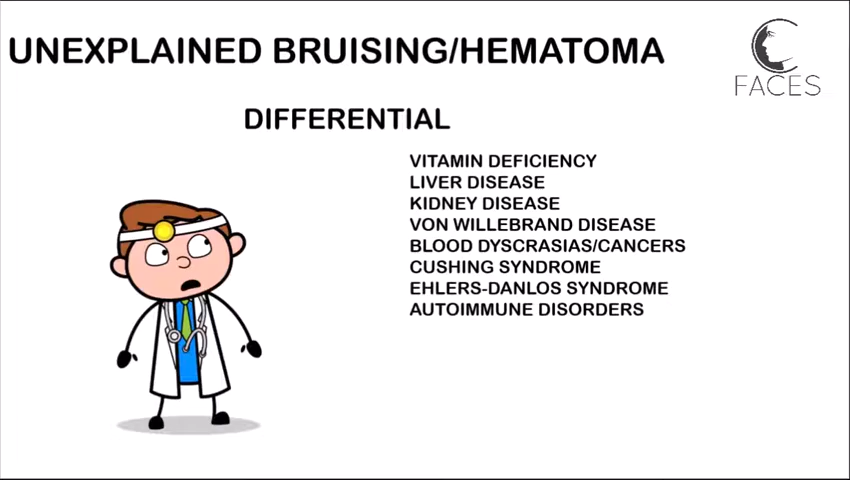 UNEXPLAINED BRUISING/HEMATOMA
FACES
DIFFERENTIAL
VITAMIN DEFICIENCY
LIVER DISEASE
KIDNEY DISEASE
VON WILLEBRAND DISEASE
BLOOD DYSCRASIAS/CANCERS
CUSHING SYNDROME
EHLERS-DANLOS SYNDROME
AUTOIMMUNE DISORDERS